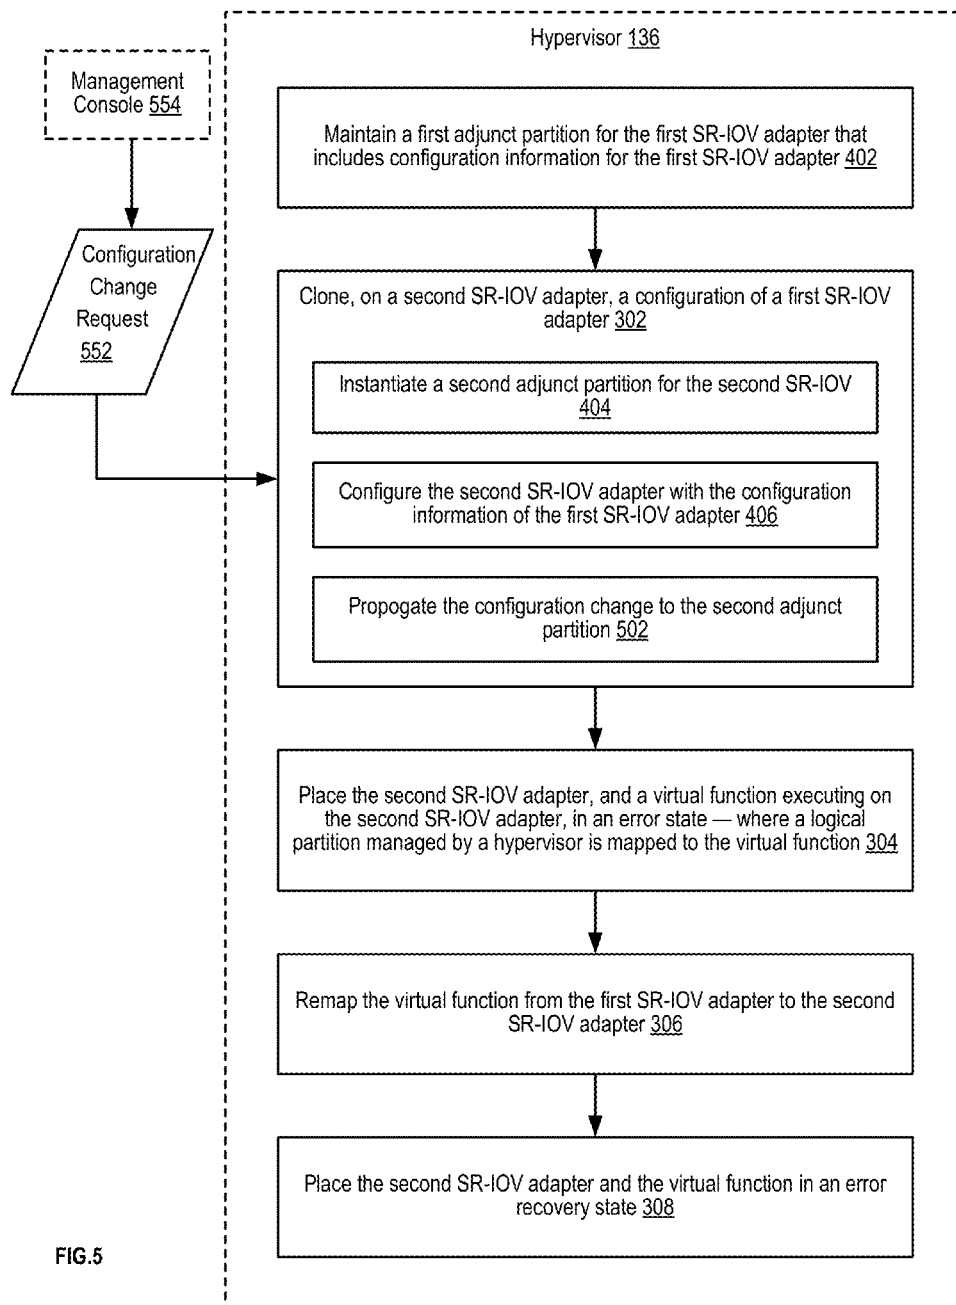 Hypervisor 136
Management
Console 554
Maintain a first adjunct partition for the first SR-IOV adapter that
includes configuration information for the first SR-IOV adapter 402
Configuration
Change
Request
552
Clone, on a second SR-IOV adapter, a configuration of a first SR-IOV
adapter 302
Instantiate a second adjunct partition for the second SR-IOV
404
Configure the second SR-IOV adapter with the configuration
information of the first SR-IOV adapter 406
Propogate the configuration change to the second adjunct
partition 502
Place the second SR-IOV adapter, and a virtual function executing on
the second SR-IOV adapter, in an error state — where a logical
partition managed by a hypervisor is mapped to the virtual function 304
Remap the virtual function from the first SR-IOV adapter to the second
SR-IOV adapter 306
Place the second SR-IOV adapter and the virtual function in an error
recovery state 308
FIG.5